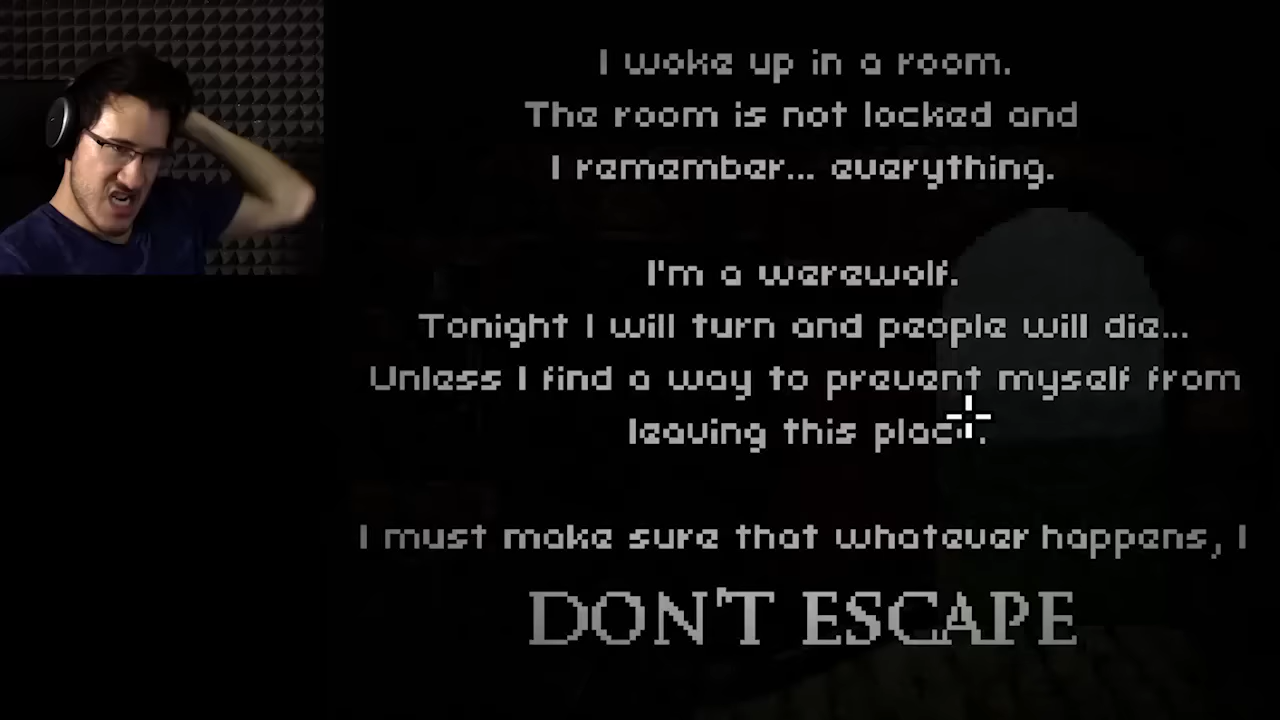 I woke up in a room.
The room is not locked and
I remember... everything.
I'm a werewolf.
Tonight I will turn and people will die...
Unless I find a way to prevent myself from
leaving this place.
I must make sure that whatever happens, I
DON'T ESCAPE